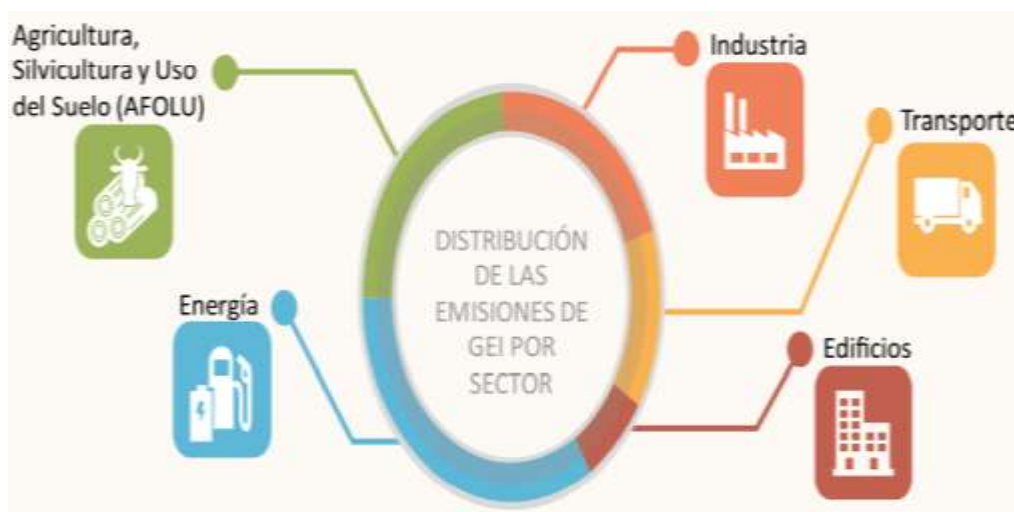 Agricultura,
Silvicultura y Uso
del Suelo (AFOLU)
Industria
Transporte
DISTRIBUCIÓN
DE LAS
EMISIONES DE
GEI POR
SECTOR
Energía
Edificios